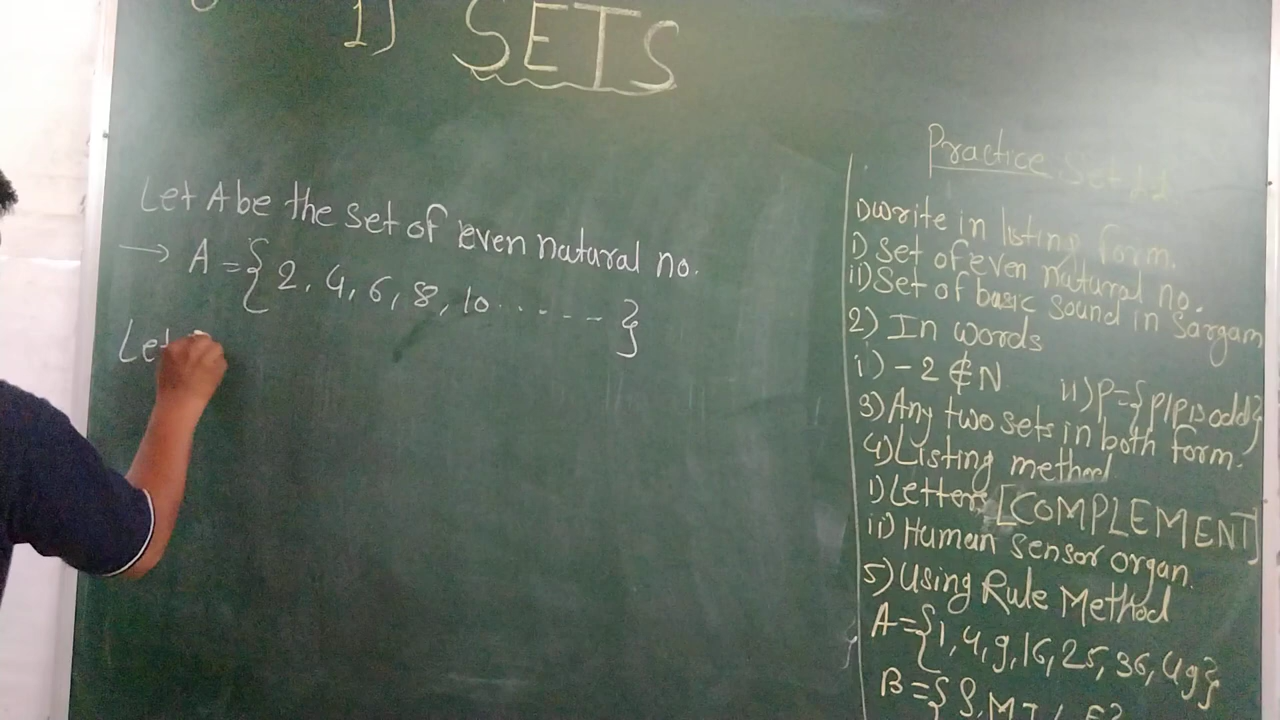 1) SETS
Let A be the set of even natural no.
→ A = {2, 4, 6, 8, 10 ...... }
Let
Practice Set 1.1
1) write in listing form.
i) Set of even natural no.
ii) Set of basic sound in Sargam
2) In words
i) -2 ∉ N ii) P={p/p is odd}
3) Any two sets in both form.
4) Listing method
i) Letters [COMPLEMENT]
ii) Human Sensor organ.
5) Using Rule Method
A={1, 4, 9, 16, 25, 36, 49}
B={